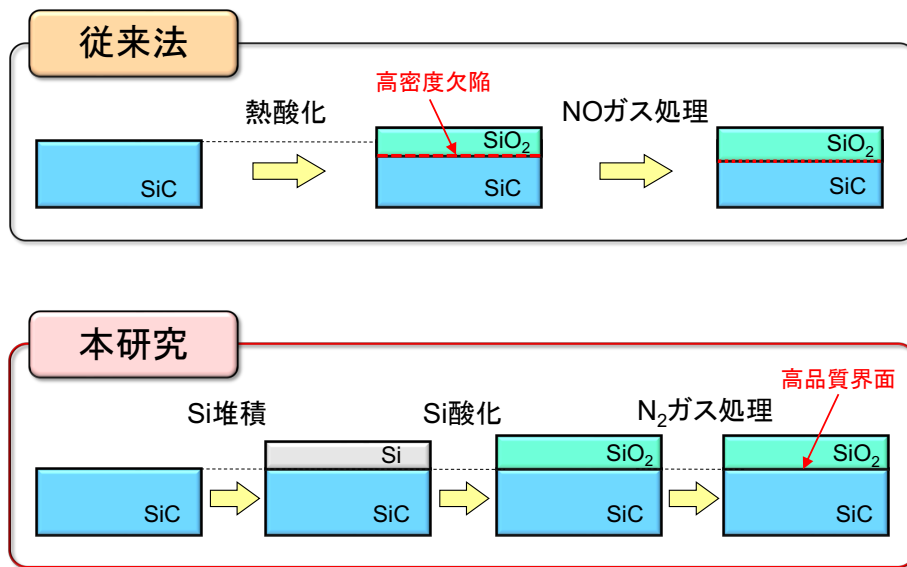 従来法
高密度欠陥
熱酸化
NOガス処理
SiC
SiO₂
SiC
SiO₂
SiC
本研究
高品質界面
Si堆積
Si酸化
N₂ガス処理
SiC
Si
SiC
SiO₂
SiC
SiO₂
SiC